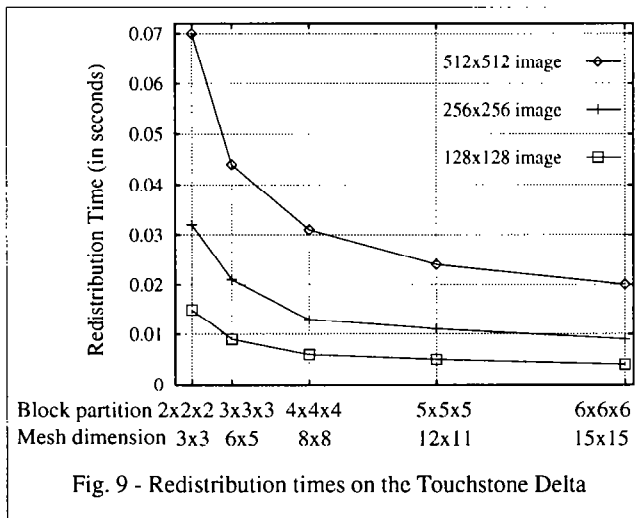 0.07
0.06
0.05
0.04
0.03
0.02
0.01
0
Redistribution Time (in seconds)
512x512 image
256x256 image
128x128 image
Block partition 2x2x2 3x3x3 4x4x4 5x5x5 6x6x6
Mesh dimension 3x3 6x5 8x8 12x11 15x15
Fig. 9 - Redistribution times on the Touchstone Delta